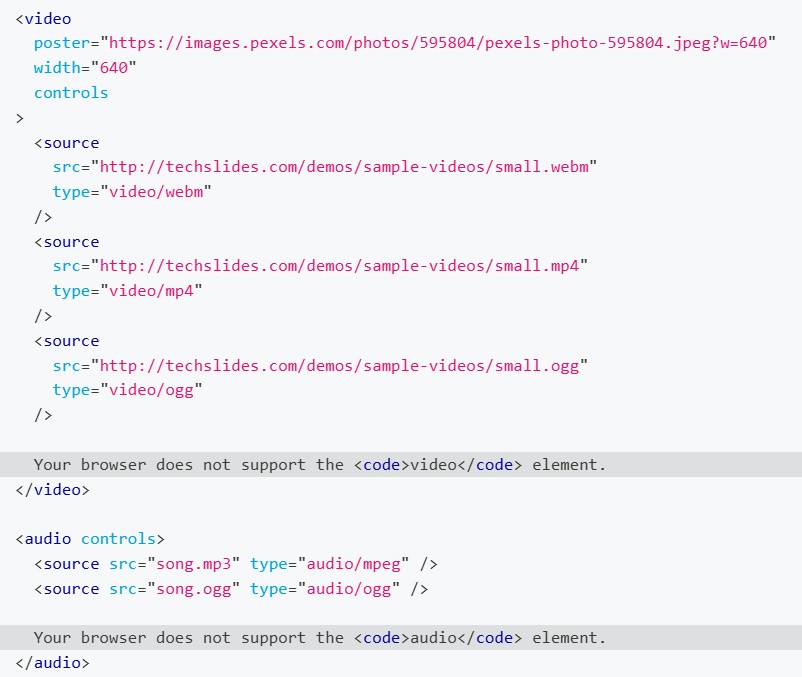 <video
  poster="https://images.pexels.com/photos/595804/pexels-photo-595804.jpeg?w=640"
  width="640"
  controls
>
  <source
    src="http://techslides.com/demos/sample-videos/small.webm"
    type="video/webm"
  />
  <source
    src="http://techslides.com/demos/sample-videos/small.mp4"
    type="video/mp4"
  />
  <source
    src="http://techslides.com/demos/sample-videos/small.ogg"
    type="video/ogg"
  />

  Your browser does not support the <code>video</code> element.
</video>

<audio controls>
  <source src="song.mp3" type="audio/mpeg" />
  <source src="song.ogg" type="audio/ogg" />

  Your browser does not support the <code>audio</code> element.
</audio>